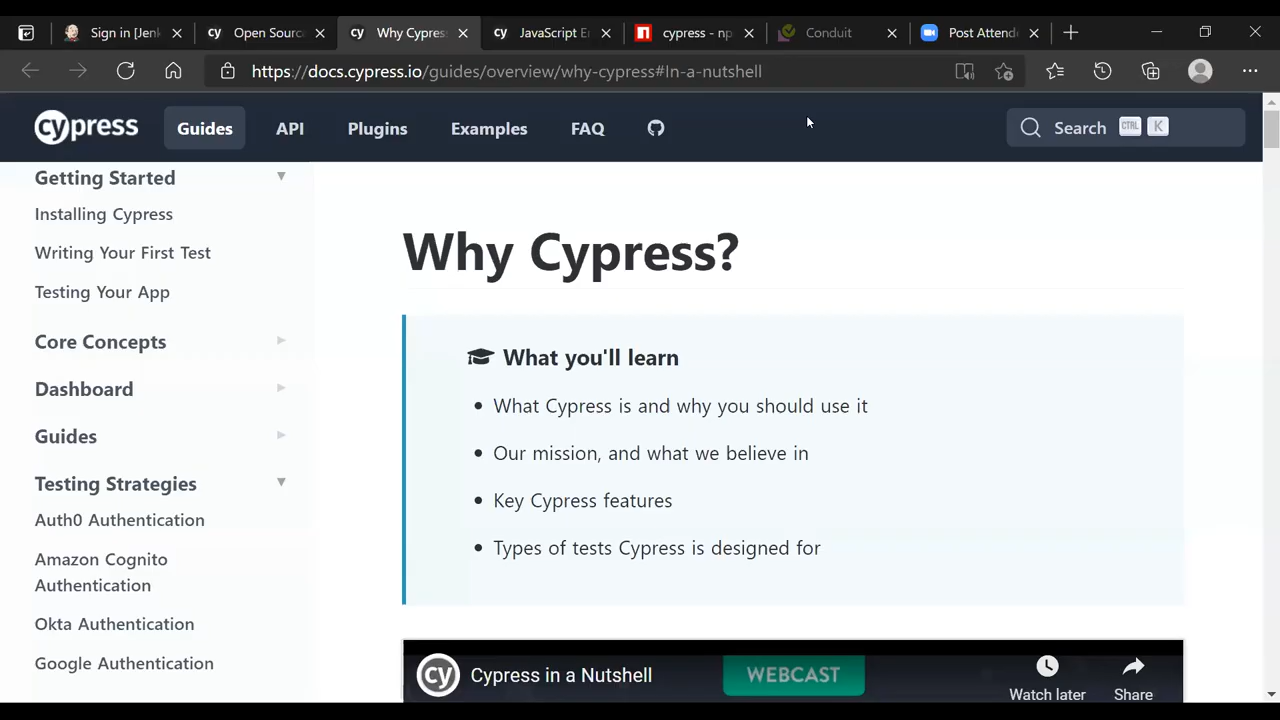 Sign in [Jenk
Open Sourc
Why Cypres
JavaScript E
cypress - np
Conduit
Post Attend
https://docs.cypress.io/guides/overview/why-cypress#In-a-nutshell
cypress
Guides
API
Plugins
Examples
FAQ
Search CTRL K
Getting Started
Installing Cypress
Writing Your First Test
Testing Your App
Core Concepts
Dashboard
Guides
Testing Strategies
Auth0 Authentication
Amazon Cognito
Authentication
Okta Authentication
Google Authentication
Why Cypress?
What you'll learn
• What Cypress is and why you should use it
• Our mission, and what we believe in
• Key Cypress features
• Types of tests Cypress is designed for
cy Cypress in a Nutshell
WEBCAST
Watch later
Share